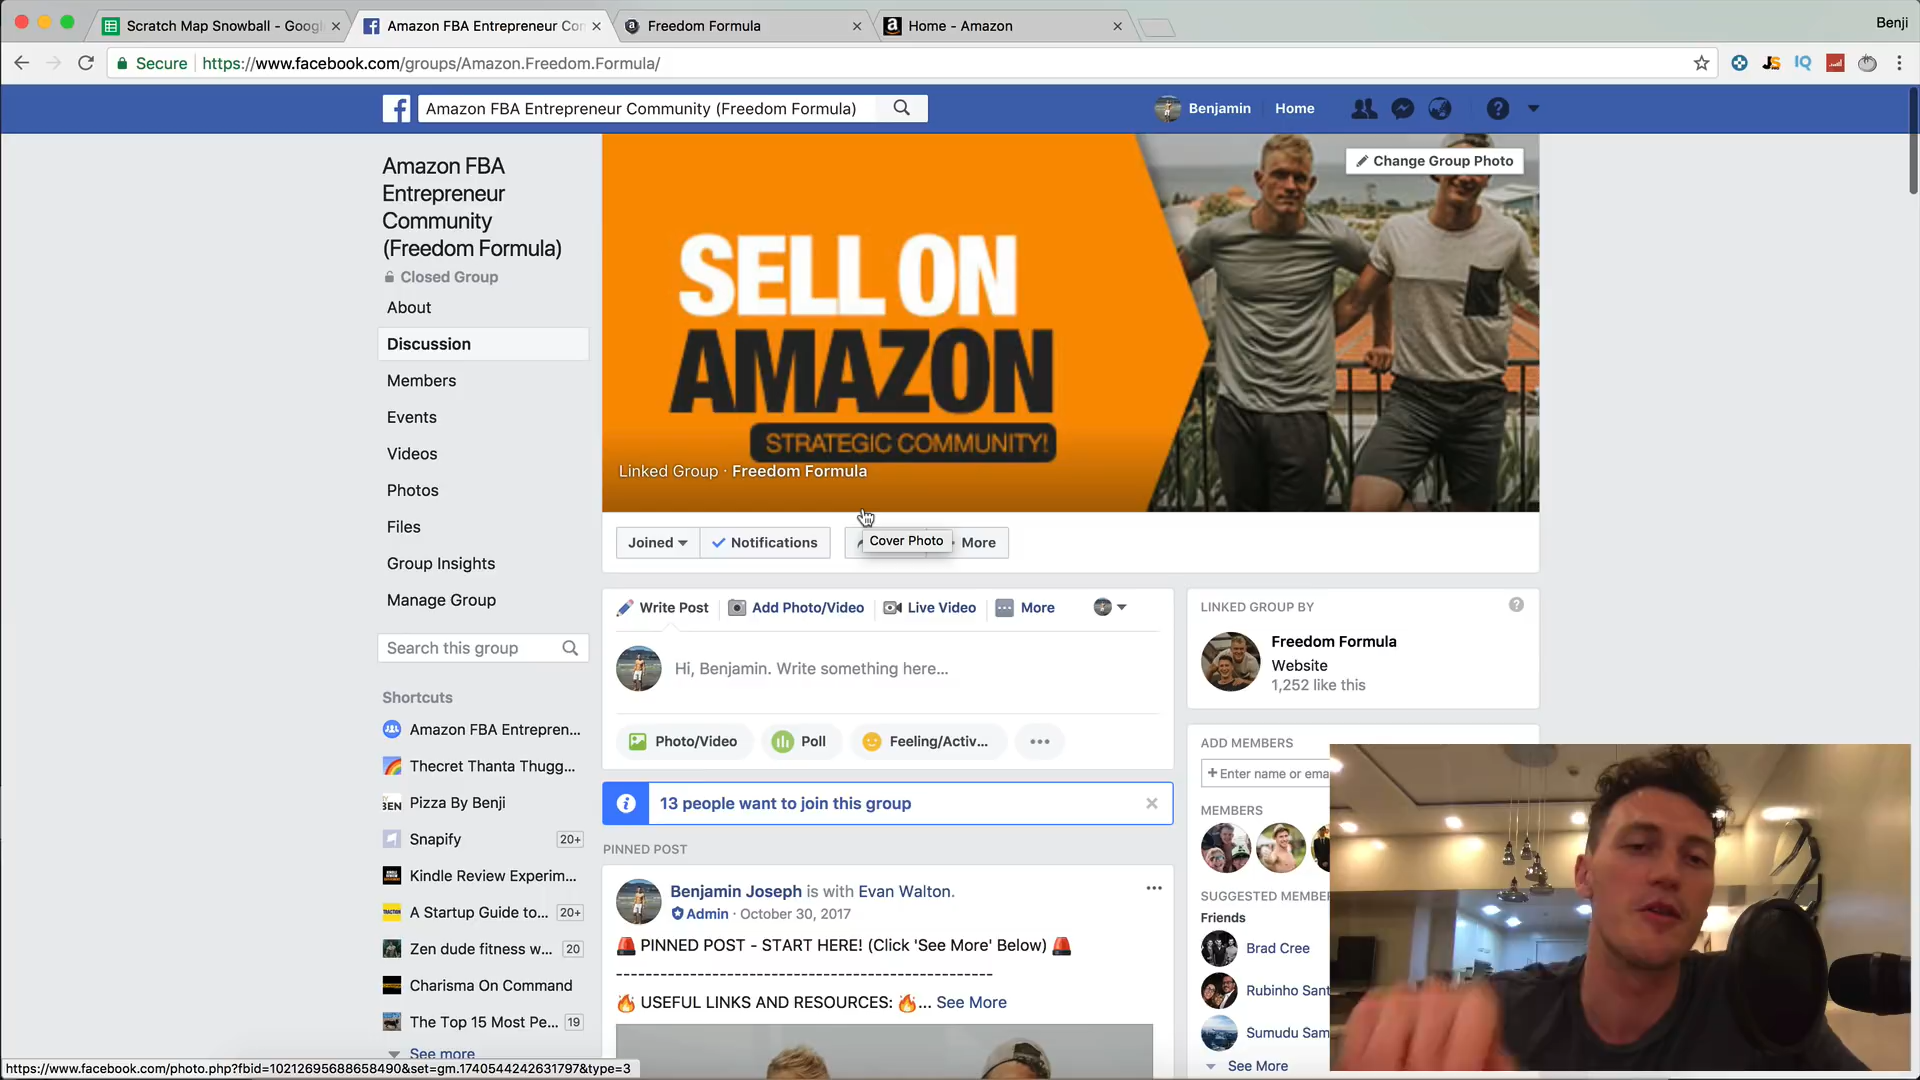 Scratch Map Snowball - Googl
Amazon FBA Entrepreneur Con
Freedom Formula
Home - Amazon
Benji
Secure
https://www.facebook.com/groups/Amazon.Freedom.Formula/
JS
IQ
Amazon FBA Entrepreneur Community (Freedom Formula)
Benjamin
Home
Amazon FBA
Entrepreneur
Community
(Freedom Formula)
Closed Group
About
Discussion
Members
Events
Videos
Photos
Files
Group Insights
Manage Group
Search this group
Shortcuts
Amazon FBA Entrepren...
Thecret Thanta Thugg...
Pizza By Benji
Snapify 20+
Kindle Review Experim...
A Startup Guide to... 20+
Zen dude fitness w... 20
Charisma On Command
The Top 15 Most Pe... 19
See more
https://www.facebook.com/photo.php?fbid=10212695688658490&set=gm.1740544242631797&type=3
Change Group Photo
SELL ON
AMAZON
STRATEGIC COMMUNITY!
Linked Group · Freedom Formula
Joined
Notifications
Cover Photo
More
Write Post
Add Photo/Video
Live Video
More
Hi, Benjamin. Write something here...
Photo/Video
Poll
Feeling/Activ...
13 people want to join this group
PINNED POST
Benjamin Joseph is with Evan Walton.
Admin · October 30, 2017
🚨 PINNED POST - START HERE! (Click 'See More' Below) 🚨
---------------------------------------------------
🔥 USEFUL LINKS AND RESOURCES: 🔥... See More
LINKED GROUP BY
Freedom Formula
Website
1,252 like this
ADD MEMBERS
+ Enter name or ema
MEMBERS
SUGGESTED MEMBE
Friends
Brad Cree
Rubinho Sant
Sumudu Sam
See More